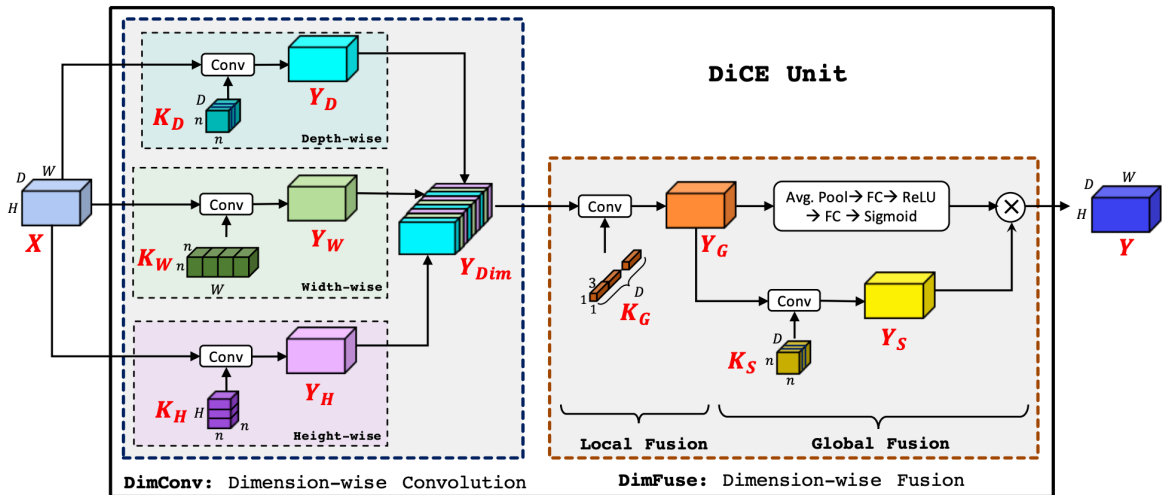 DiCE Unit
D
W
H
X
Conv
D
n
n
K_D
Y_D
Depth-wise
Conv
n
n
W
K_W
Y_W
Width-wise
Conv
H
n
n
K_H
Y_H
Height-wise
Y_Dim
DimConv: Dimension-wise Convolution
Conv
3
1
1
D
K_G
Y_G
Avg. Pool→ FC→ ReLU
→ FC → Sigmoid
Conv
D
n
n
K_S
Y_S
×
Local Fusion
Global Fusion
DimFuse: Dimension-wise Fusion
D
W
H
Y